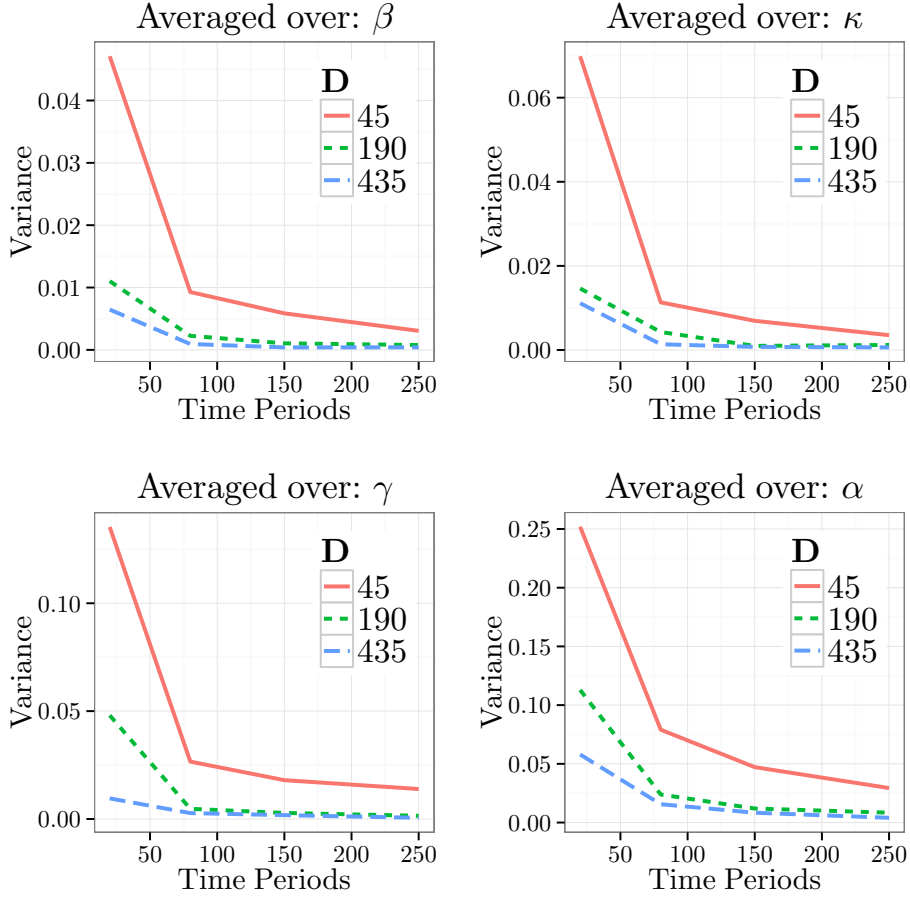 Averaged over: β
Variance
0.04
0.03
0.02
0.01
0.00
D
45
190
435
50 100 150 200 250
Time Periods
Averaged over: κ
Variance
0.06
0.04
0.02
0.00
D
45
190
435
50 100 150 200 250
Time Periods
Averaged over: γ
Variance
0.10
0.05
0.00
D
45
190
435
50 100 150 200 250
Time Periods
Averaged over: α
Variance
0.25
0.20
0.15
0.10
0.05
0.00
D
45
190
435
50 100 150 200 250
Time Periods